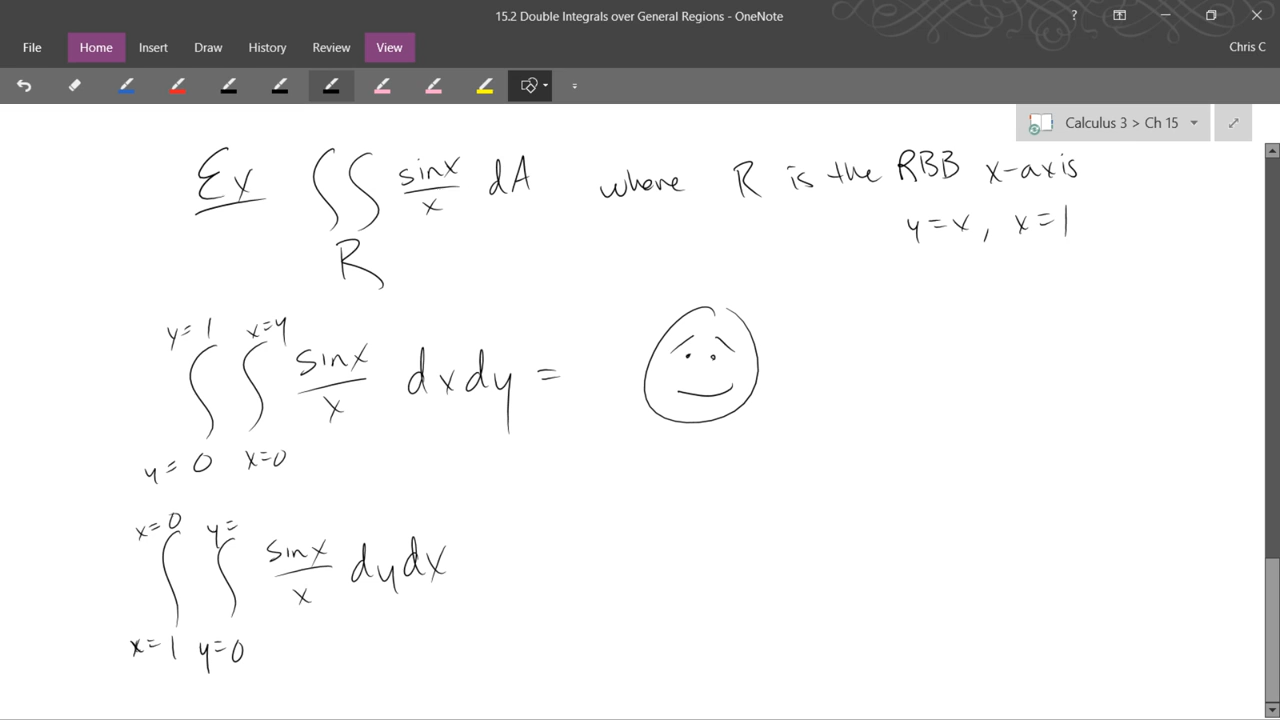 15.2 Double Integrals over General Regions - OneNote
?
File Home Insert Draw History Review View Chris C
Calculus 3 > Ch 15
Ex ∫∫ sinx/x dA where R is the RBB x-axis
R y=x, x=1
y=1 x=y
∫ ∫ sinx/x dxdy =
y=0 x=0
x=0 y=
∫ ∫ sinx/x dydx
x=1 y=0